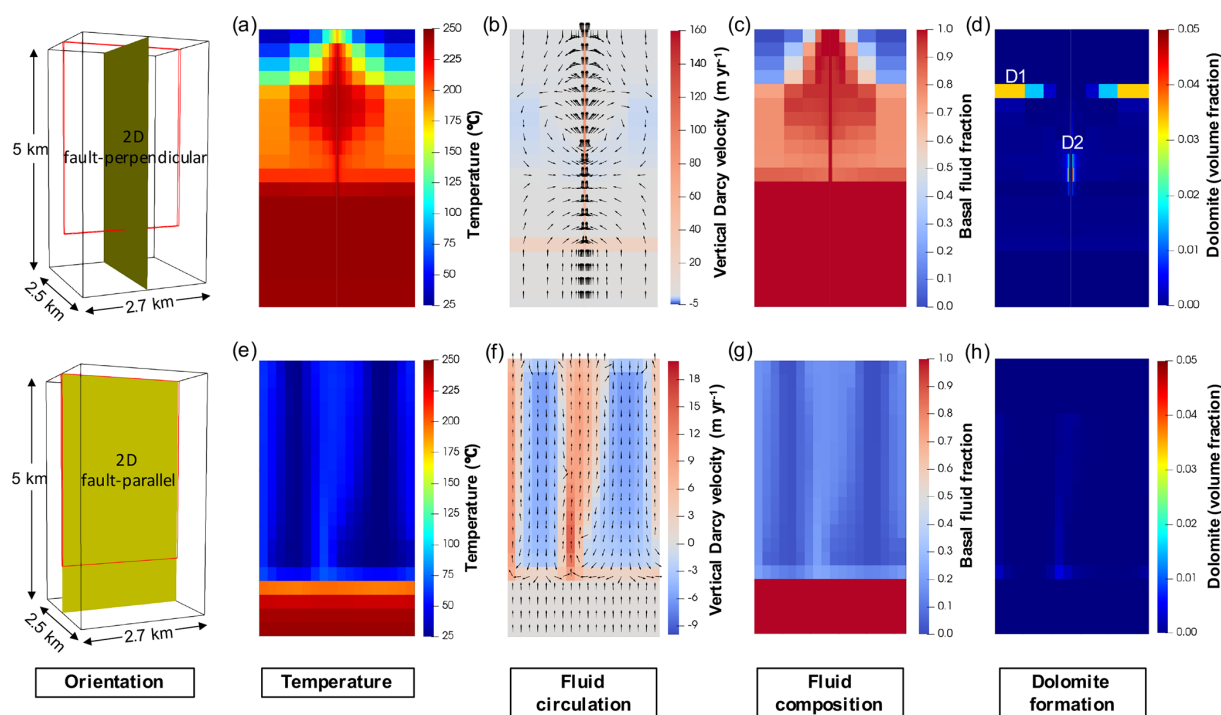 (a)
(b)
(c)
(d)
5 km
2D
fault-perpendicular
2.5 km
2.7 km
250
225
200
175
150
125
100
75
50
25
Temperature (℃)
160
140
120
100
80
60
40
20
-5
Vertical Darcy velocity (m yr⁻¹)
1.0
0.9
0.8
0.7
0.6
0.5
0.4
0.3
0.2
0.1
0.0
Basal fluid fraction
D1
D2
0.05
0.04
0.03
0.02
0.01
0.00
Dolomite (volume fraction)
(e)
(f)
(g)
(h)
5 km
2D
fault-parallel
2.5 km
2.7 km
250
225
200
175
150
125
100
75
50
25
Temperature (℃)
18
15
12
9
6
3
0
-3
-6
-9
Vertical Darcy velocity (m yr⁻¹)
1.0
0.9
0.8
0.7
0.6
0.5
0.4
0.3
0.2
0.1
0.0
Basal fluid fraction
0.05
0.04
0.03
0.02
0.01
0.00
Dolomite (volume fraction)
Orientation
Temperature
Fluid
circulation
Fluid
composition
Dolomite
formation